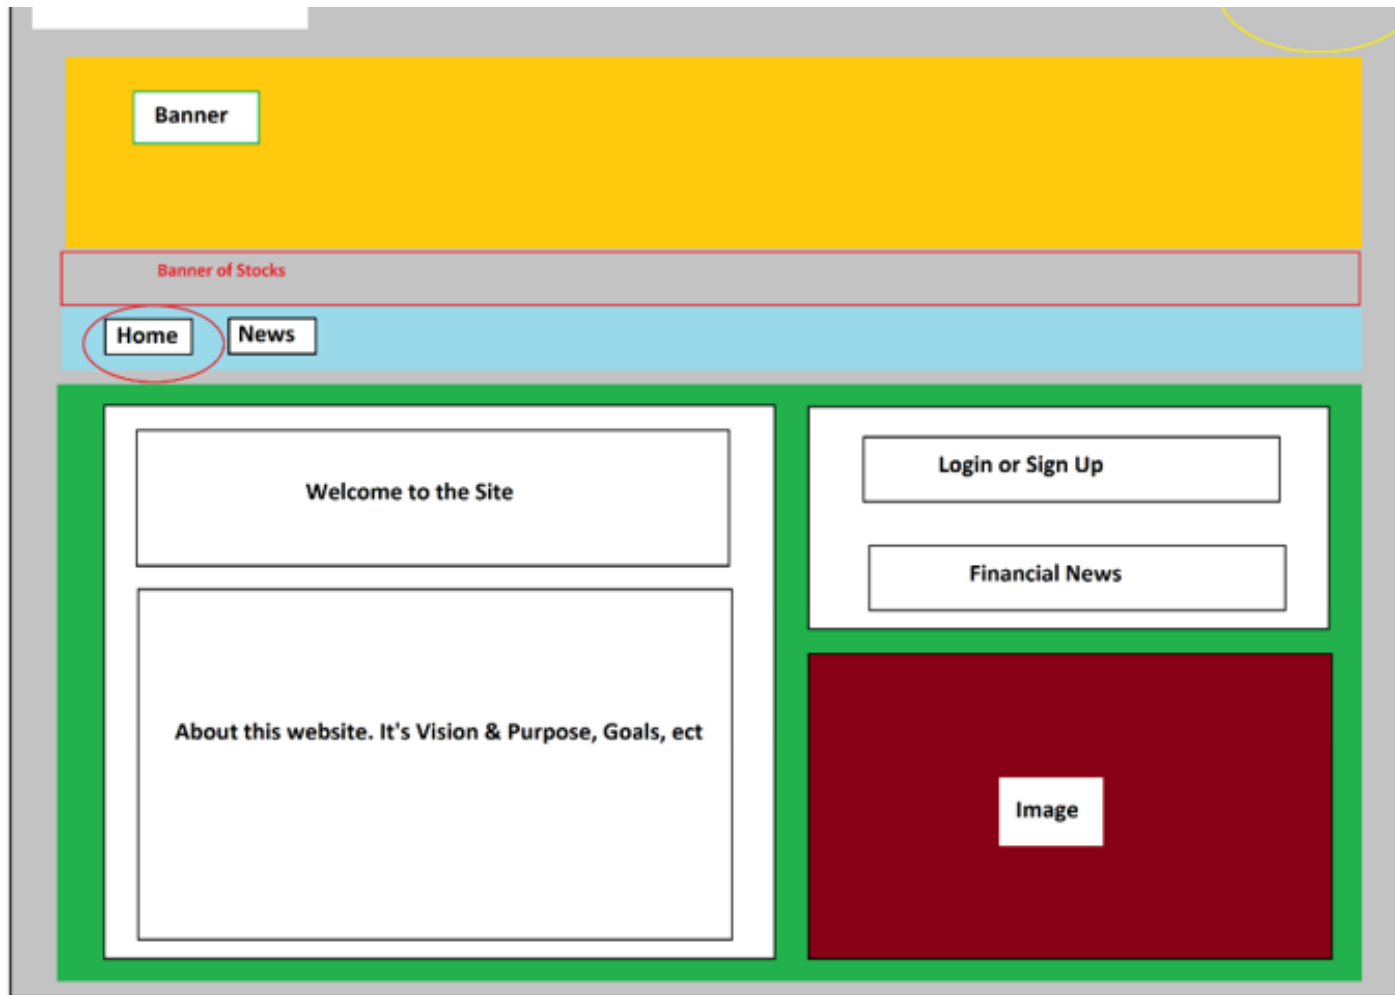 Banner
Banner of Stocks
Home
News
Welcome to the Site
About this website. It's Vision & Purpose, Goals, ect
Login or Sign Up
Financial News
Image